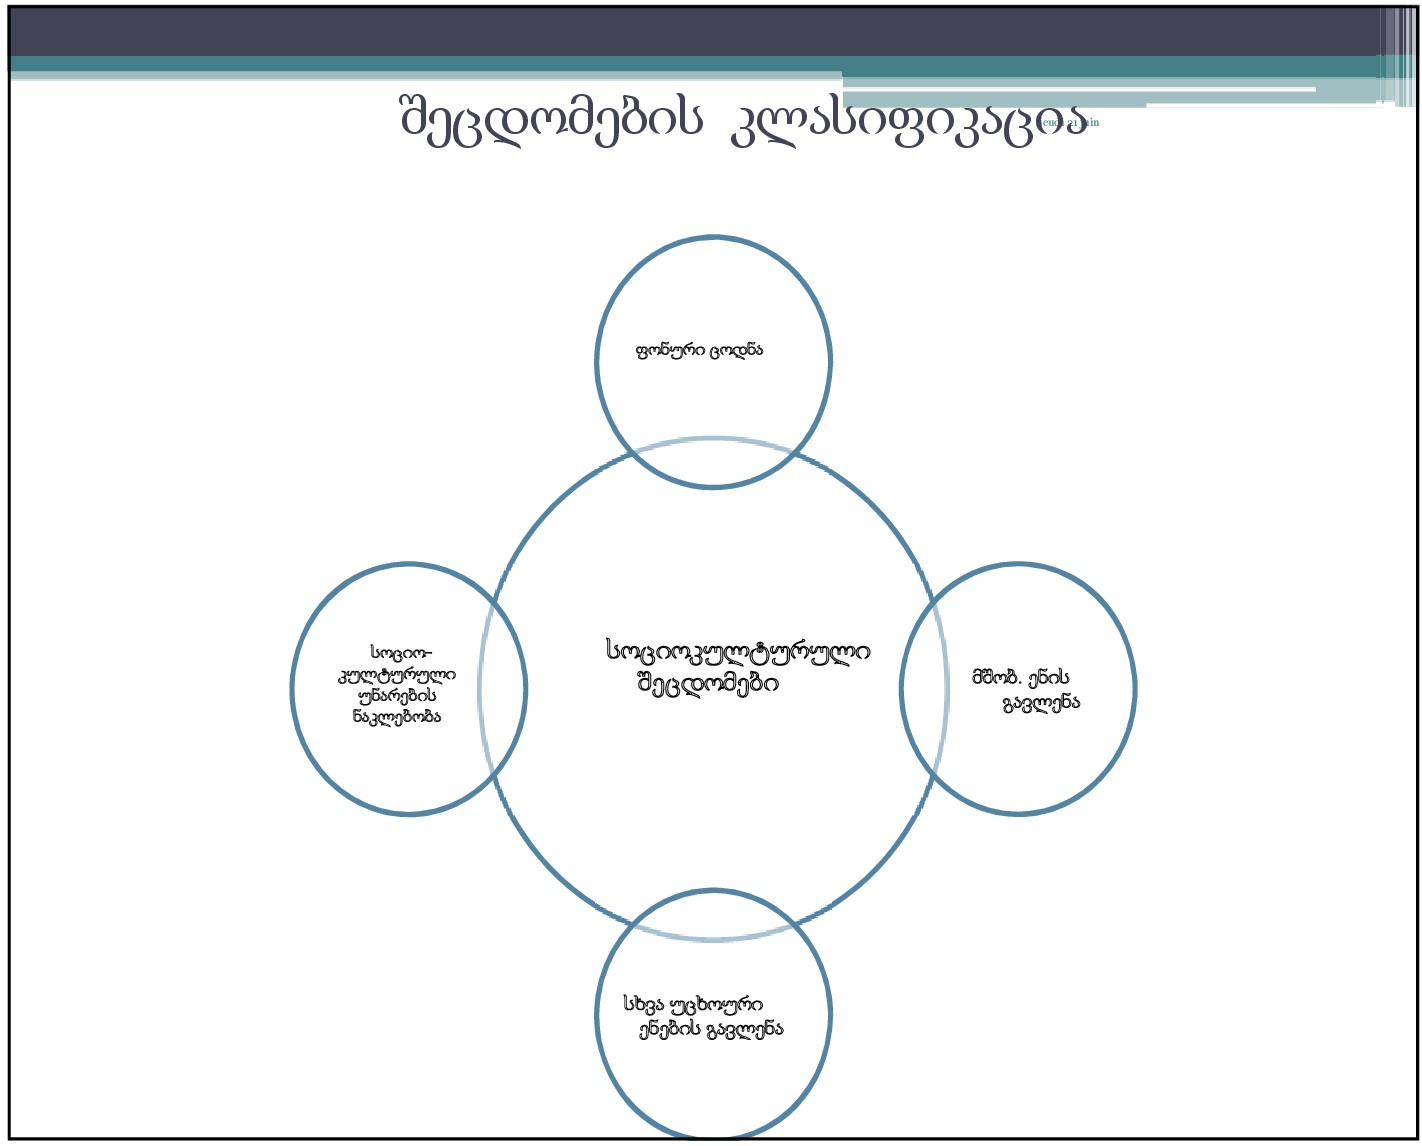 შეცდომების კლასიფიკაცია
ფონური ცოდნა
სოციო-
კულტურული
უნარების
ნაკლებობა
სოციოკულტურული
შეცდომები
მშობ. ენის
გავლენა
სხვა უცხოური
ენების გავლენა